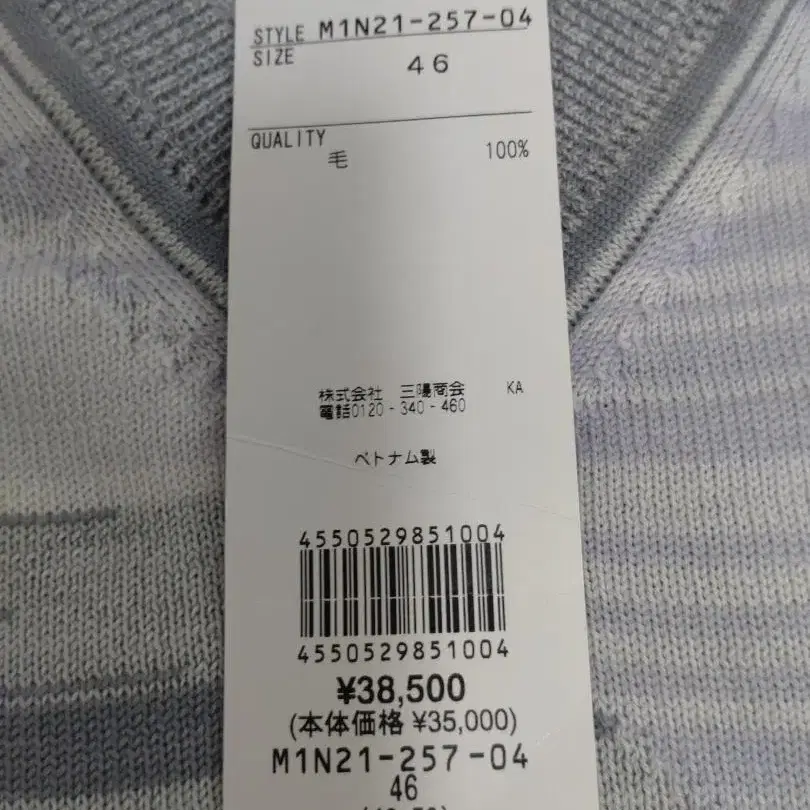 STYLE M1N21-257-04
SIZE 46
QUALITY
毛 100%
株式会社 三陽商会 KA
電話0120-340-460
ベトナム製
4550529851004
4550529851004
¥38,500
(本体価格 ¥35,000)
M1N21-257-04
46